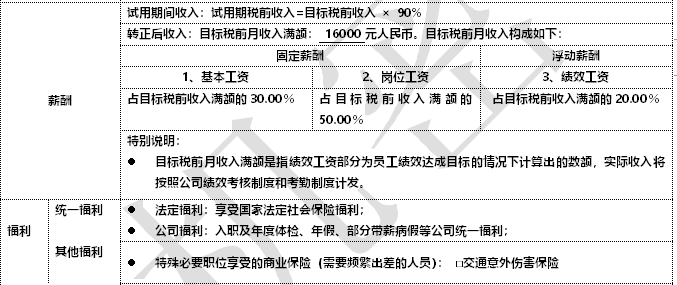 试用期间收入：试用期税前收入=目标税前收入 × 90%
转正后收入：目标税前月收入满额： 16000 元人民币。目标税前月收入构成如下：
固定薪酬 浮动薪酬
1、基本工资 2、岗位工资 3、绩效工资
薪酬
占目标税前收入满额的 30.00% 占目标税前收入满额的 占目标税前收入满额的 20.00%
50.00%
特别说明：
● 目标税前月收入满额是指绩效工资部分为员工绩效达成目标的情况下计算出的数额，实际收入将
按照公司绩效考核制度和考勤制度计发。
福利
统一福利 ● 法定福利：享受国家法定社会保险福利；
● 公司福利：入职及年度体检、年假、部分带薪病假等公司统一福利；
其他福利
● 特殊必要职位享受的商业保险（需要频繁出差的人员）： □交通意外伤害保险
机密